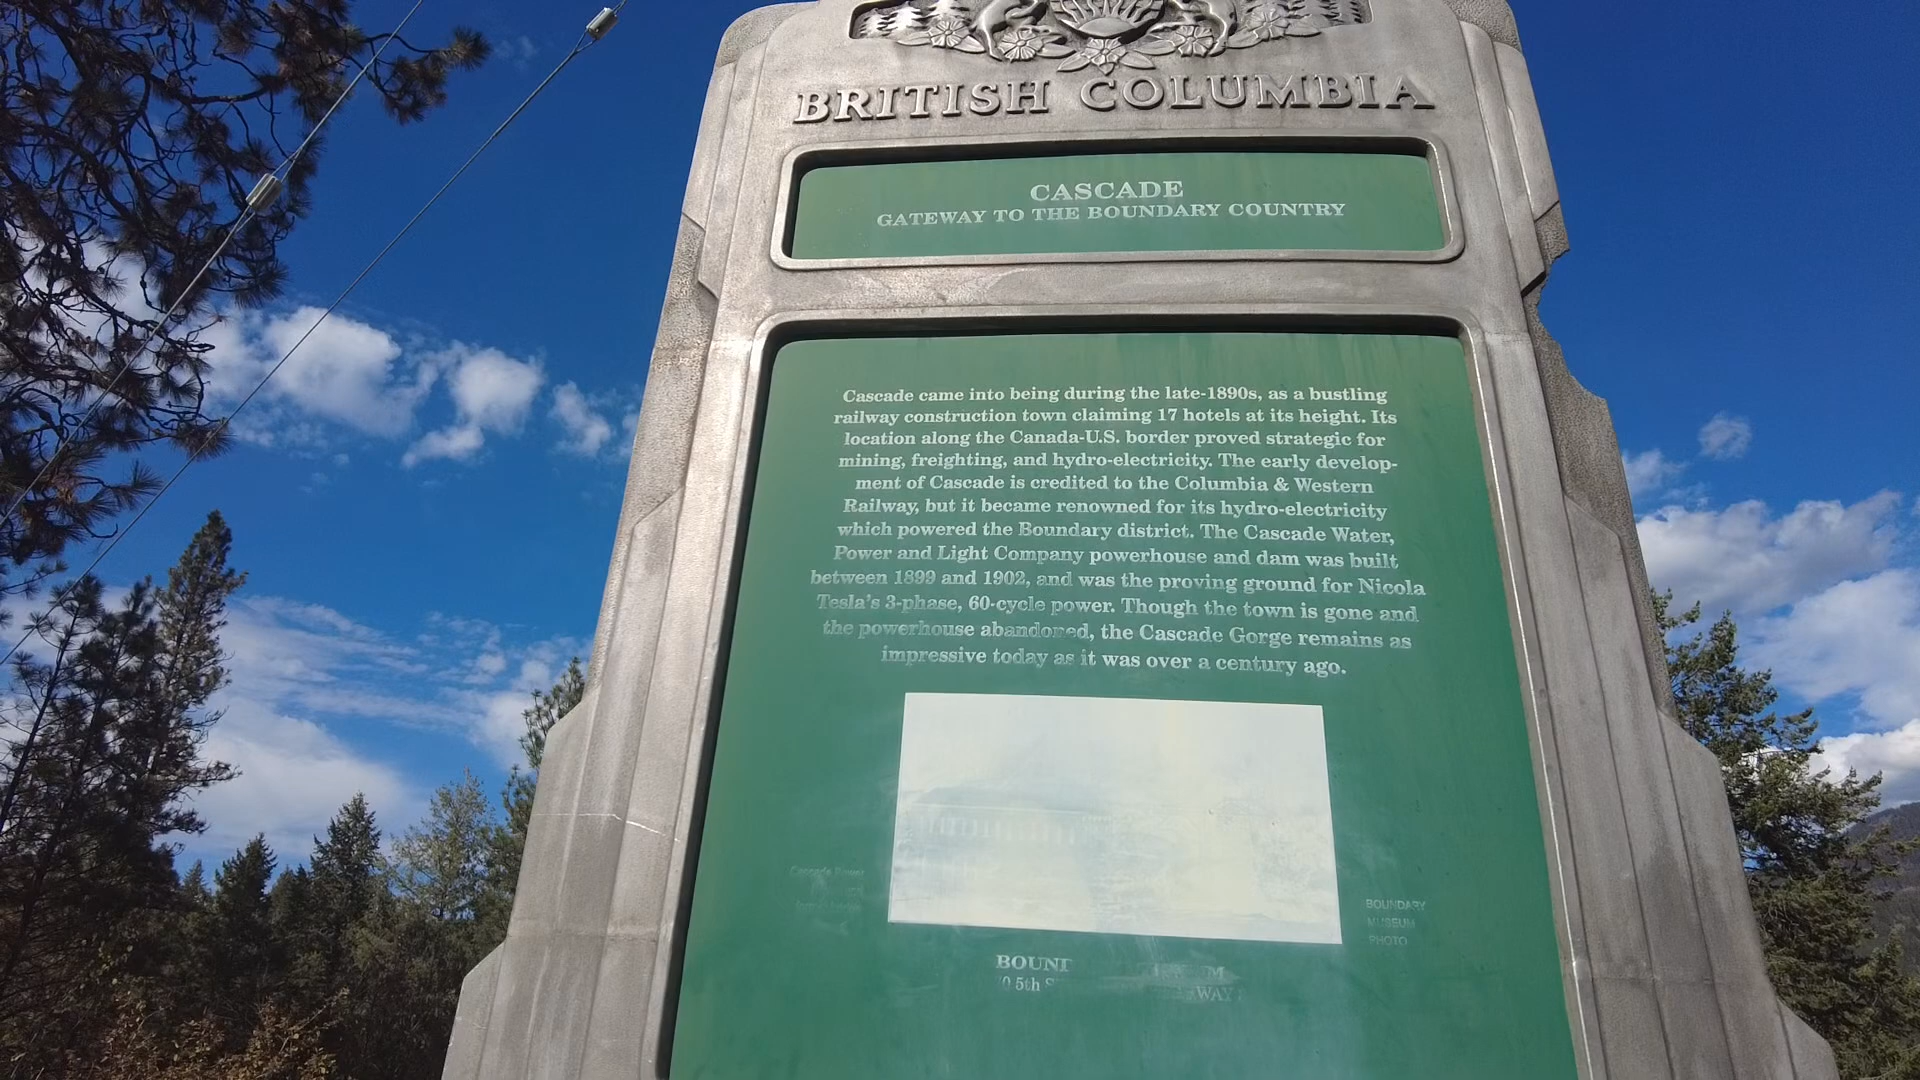 BRITISH COLUMBIA
CASCADE
GATEWAY TO THE BOUNDARY COUNTRY
Cascade came into being during the late-1890s, as a bustling
railway construction town claiming 17 hotels at its height. Its
location along the Canada-U.S. border proved strategic for
mining, freighting, and hydro-electricity. The early develop-
ment of Cascade is credited to the Columbia & Western
Railway, but it became renowned for its hydro-electricity
which powered the Boundary district. The Cascade Water,
Power and Light Company powerhouse and dam was built
between 1899 and 1902, and was the proving ground for Nicola
Tesla's 3-phase, 60-cycle power. Though the town is gone and
the powerhouse abandoned, the Cascade Gorge remains as
impressive today as it was over a century ago.
Cascade Power
BOUNDARY
MUSEUM
PHOTO
5th
WAY